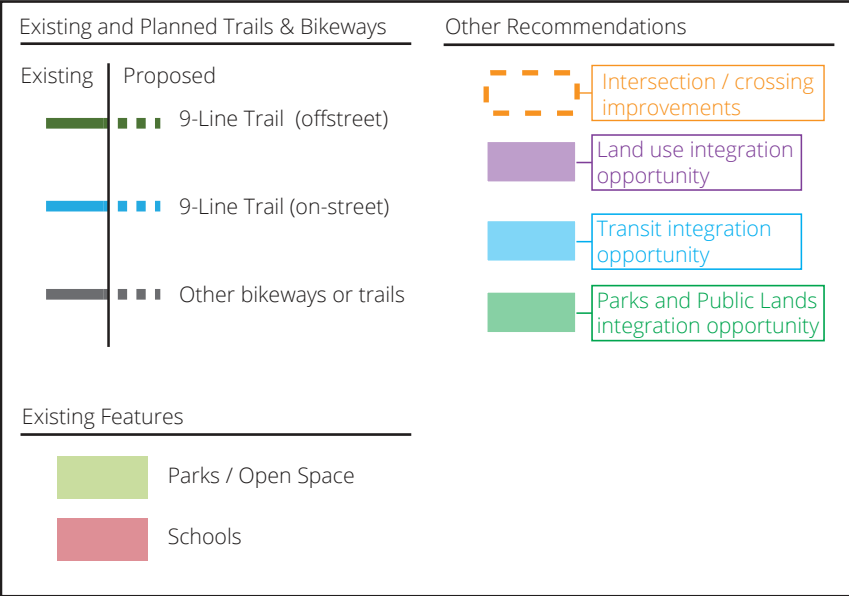 Existing and Planned Trails & Bikeways
Existing
Proposed
9-Line Trail (offstreet)
9-Line Trail (on-street)
Other bikeways or trails
Other Recommendations
Intersection / crossing
improvements
Land use integration
opportunity
Transit integration
opportunity
Parks and Public Lands
integration opportunity
Existing Features
Parks / Open Space
Schools